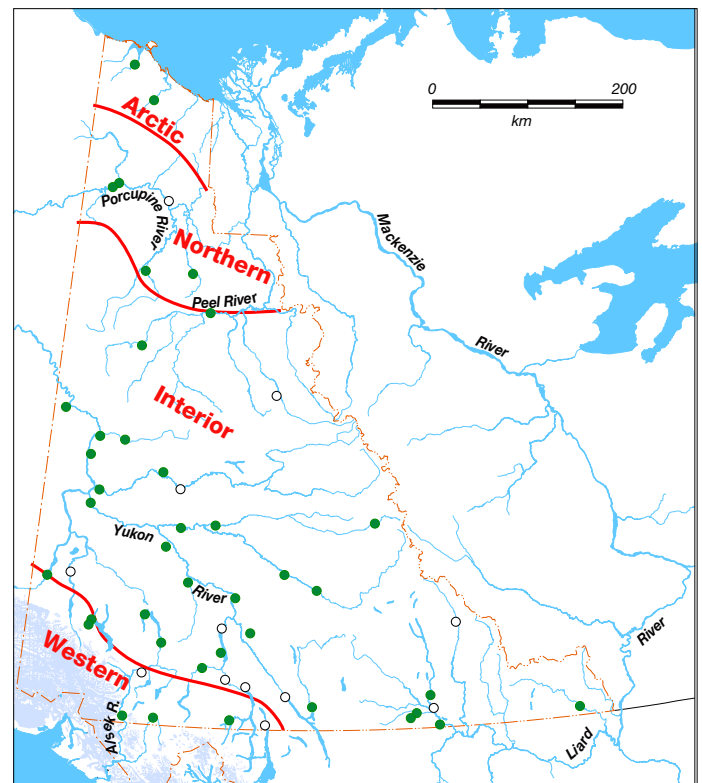 0 200
km
Arctic
Porcupine
River
Mackenzie
Northern
Peel River
River
Interior
Yukon
River
Western
River
Alsek R.
Liard